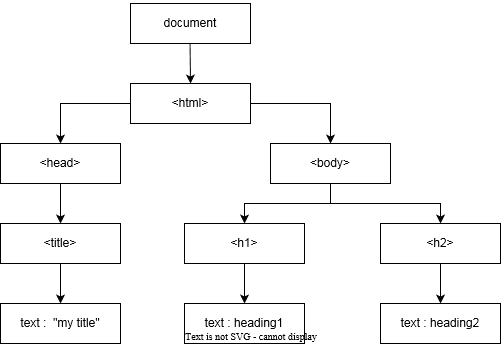 document
<html>
<head>
<body>
<title>
<h1>
<h2>
text :  "my title"
text : heading1
text : heading2
Text is not SVG - cannot display